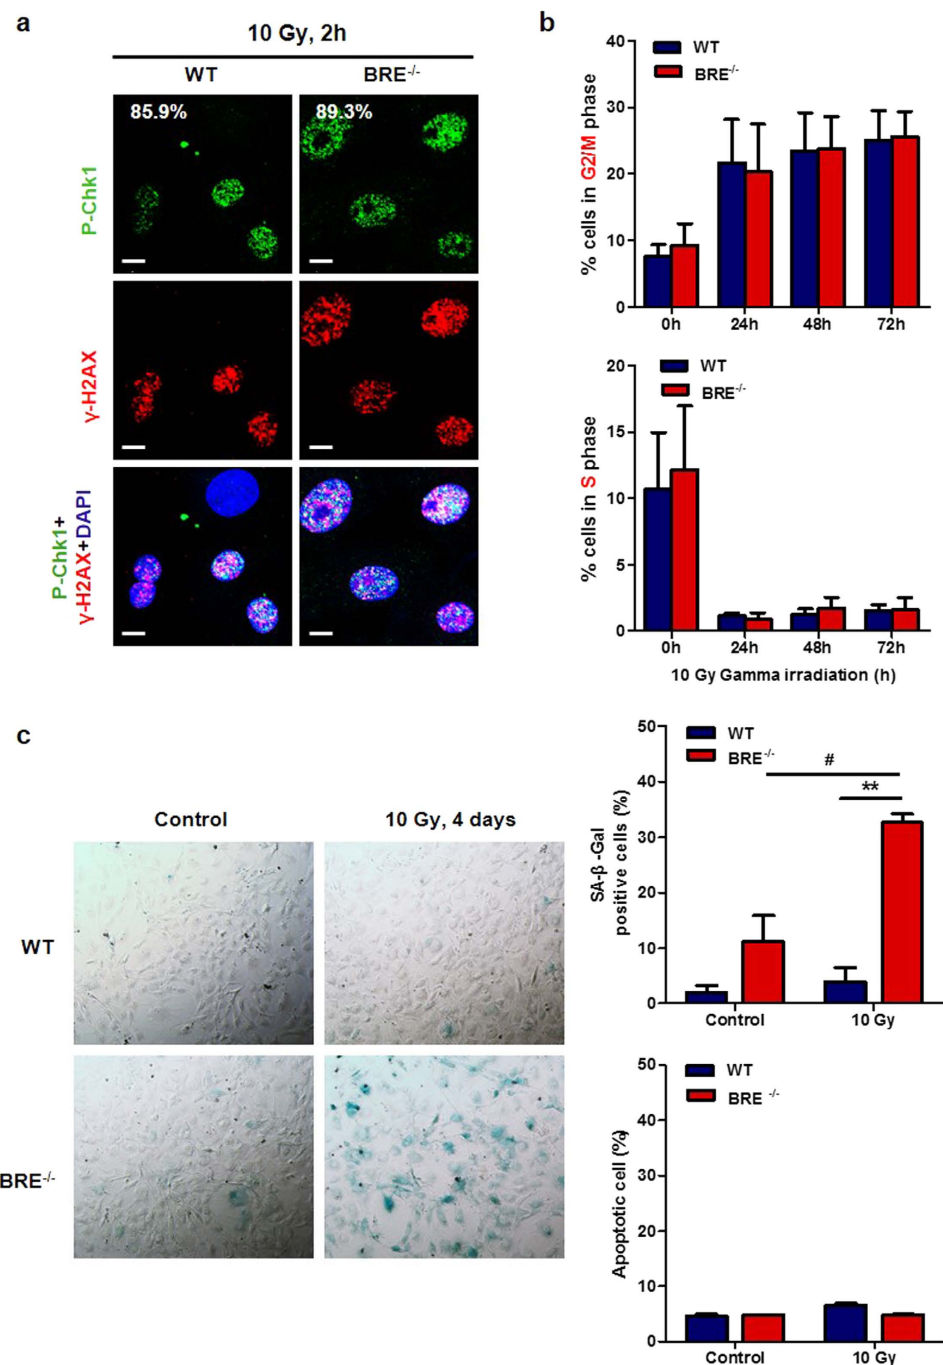 a
10 Gy, 2h
WT
BRE-/-
85.9%
89.3%
P-Chk1
γ-H2AX
P-Chk1+
γ-H2AX+DAPI
b
WT
BRE-/-
% cells in G2/M phase
40
30
20
10
0
0h
24h
48h
72h
WT
BRE-/-
% cells in S phase
20
15
10
5
0
0h
24h
48h
72h
10 Gy Gamma irradiation (h)
c
Control
10 Gy, 4 days
WT
BRE-/-
WT
BRE-/-
#
**
SA-β -Gal
positive cells (%)
50
40
30
20
10
0
Control
10 Gy
WT
BRE -/-
Apoptotic cell (%)
50
40
30
20
10
0
Control
10 Gy